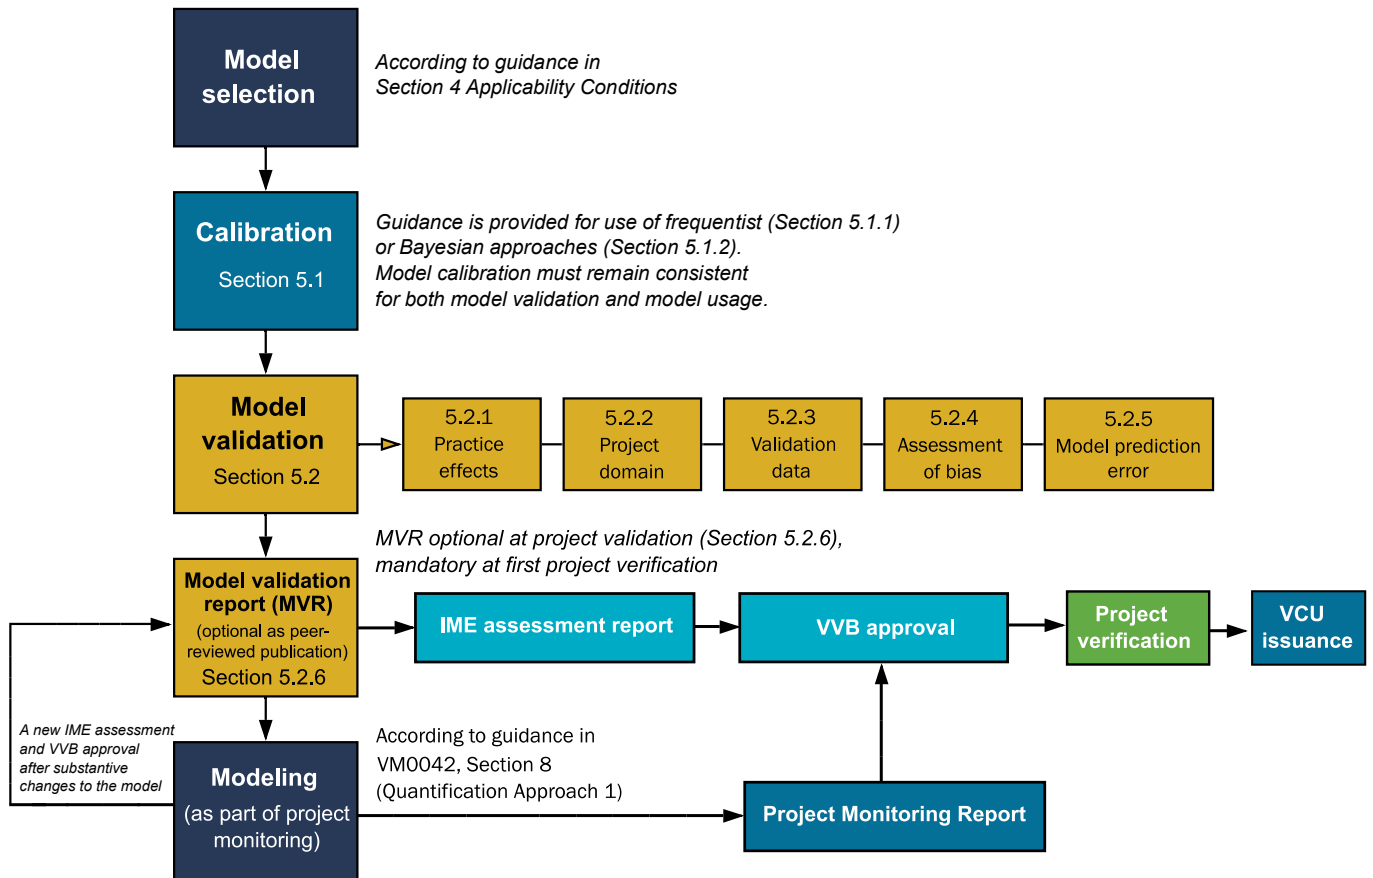 Model
selection
According to guidance in
Section 4 Applicability Conditions
Calibration
Section 5.1
Guidance is provided for use of frequentist (Section 5.1.1)
or Bayesian approaches (Section 5.1.2).
Model calibration must remain consistent
for both model validation and model usage.
Model
validation
Section 5.2
5.2.1
Practice
effects
5.2.2
Project
domain
5.2.3
Validation
data
5.2.4
Assessment
of bias
5.2.5
Model prediction
error
MVR optional at project validation (Section 5.2.6),
mandatory at first project verification
Model validation
report (MVR)
(optional as peer-
reviewed publication)
Section 5.2.6
IME assessment report
VVB approval
Project
verification
VCU
issuance
A new IME assessment
and VVB approval
after substantive
changes to the model
Modeling
(as part of project
monitoring)
According to guidance in
VM0042, Section 8
(Quantification Approach 1)
Project Monitoring Report